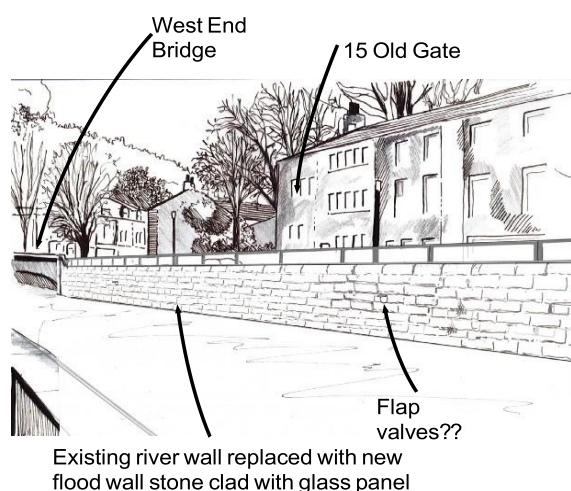 West End
Bridge
15 Old Gate
Flap
valves??
Existing river wall replaced with new
flood wall stone clad with glass panel